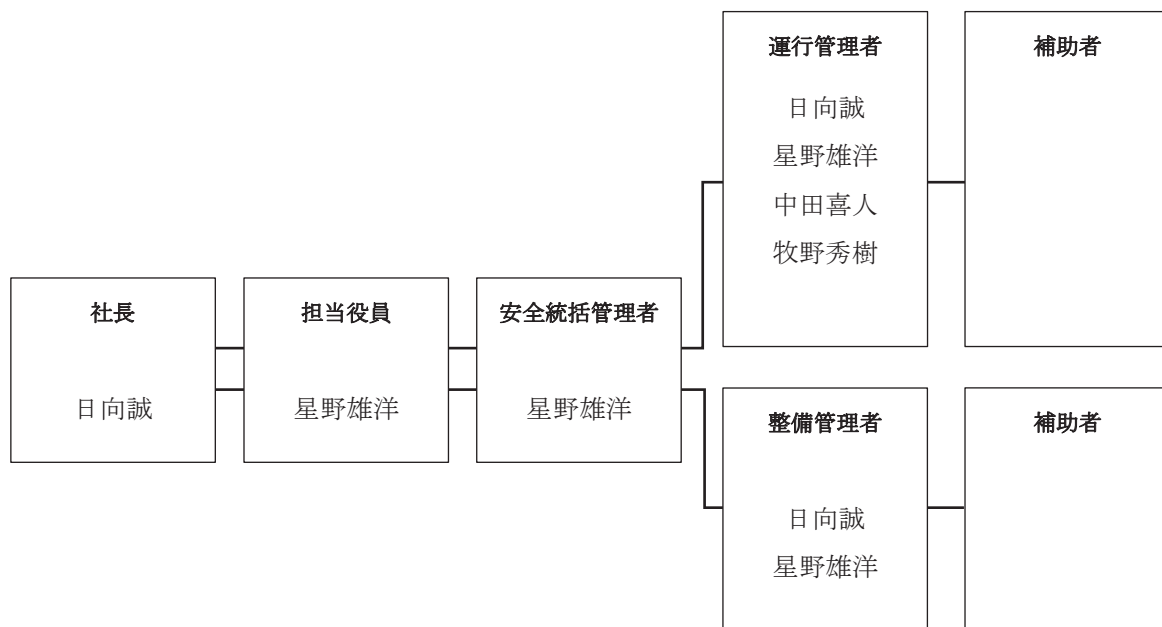 社長
日向誠
担当役員
星野雄洋
安全統括管理者
星野雄洋
運行管理者
日向誠
星野雄洋
中田喜人
牧野秀樹
補助者
整備管理者
日向誠
星野雄洋
補助者